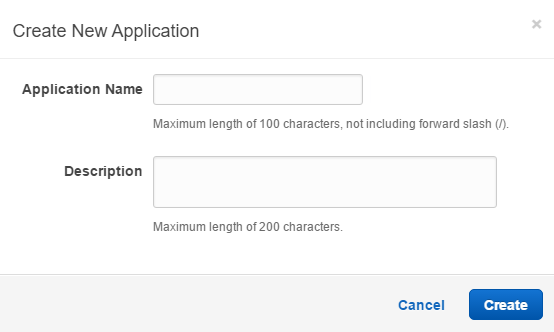 Create New Application
×
Application Name
Maximum length of 100 characters, not including forward slash (/).
Description
Maximum length of 200 characters.
Cancel
Create